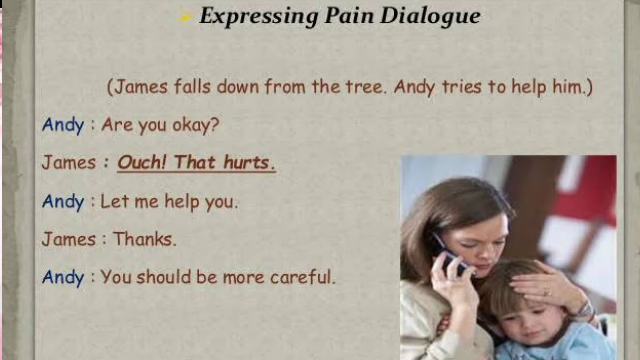 Expressing Pain Dialogue
(James falls down from the tree. Andy tries to help him.)
Andy : Are you okay?
James : Ouch! That hurts.
Andy : Let me help you.
James : Thanks.
Andy : You should be more careful.